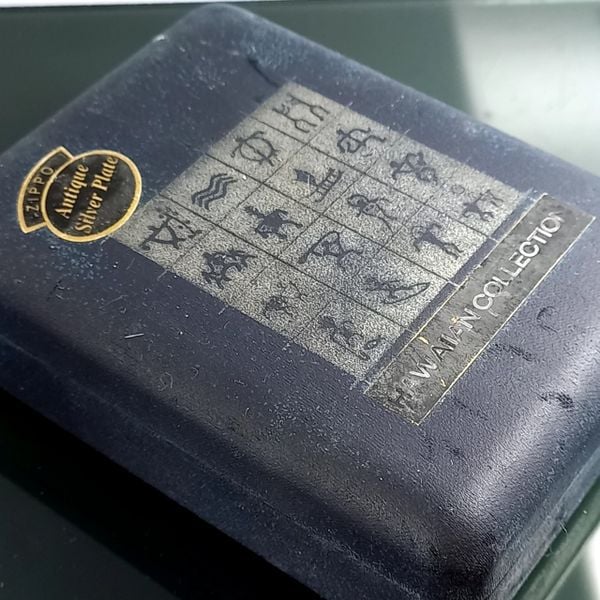 ZIPPO
Antique
Silver Plate
HAWAIIAN COLLECTION